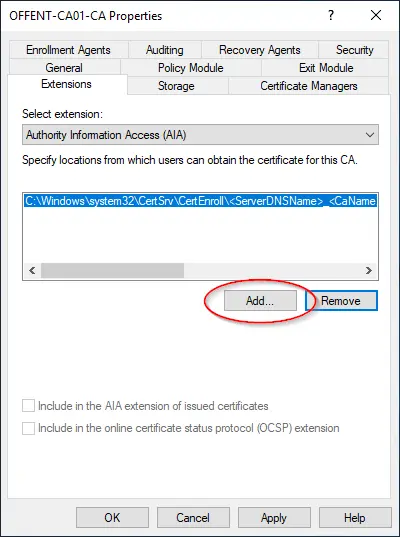 OFFENT-CA01-CA Properties
?
Enrollment Agents Auditing Recovery Agents Security
General Policy Module Exit Module
Extensions Storage Certificate Managers
Select extension:
Authority Information Access (AIA)
Specify locations from which users can obtain the certificate for this CA.
C:\Windows\system32\CertSrv\CertEnroll\<ServerDNSName>_<CaName
Add... Remove
Include in the AIA extension of issued certificates
Include in the online certificate status protocol (OCSP) extension
OK Cancel Apply Help